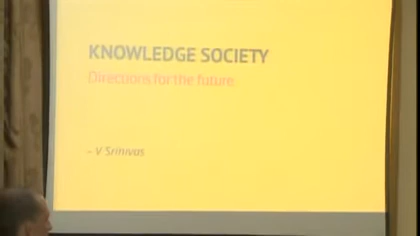 KNOWLEDGE SOCIETY
Directions for the future
– V Srinivas